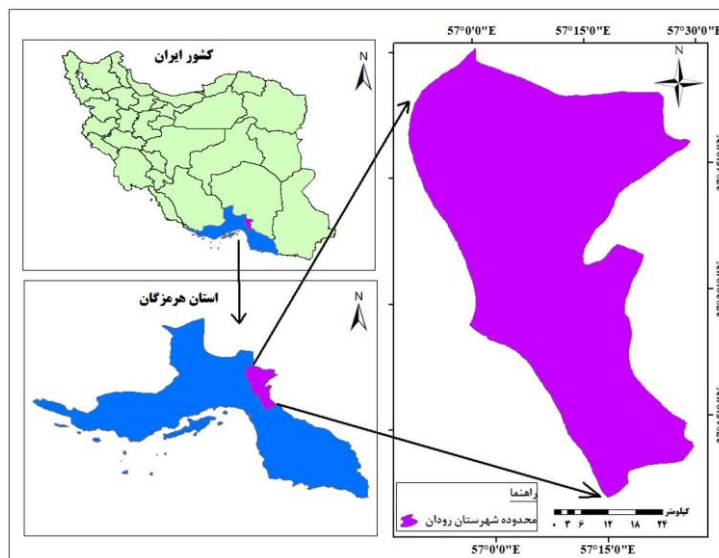 57°0'0"E 57°15'0"E 57°30'0"E
کشور ایران
N
N
استان هرمزگان
N
راهنما
محدوده شهرستان رودان
کیلومتر
۰ ۳ ۶ ۱۲ ۱۸ ۲۴
57°0'0"E 57°15'0"E